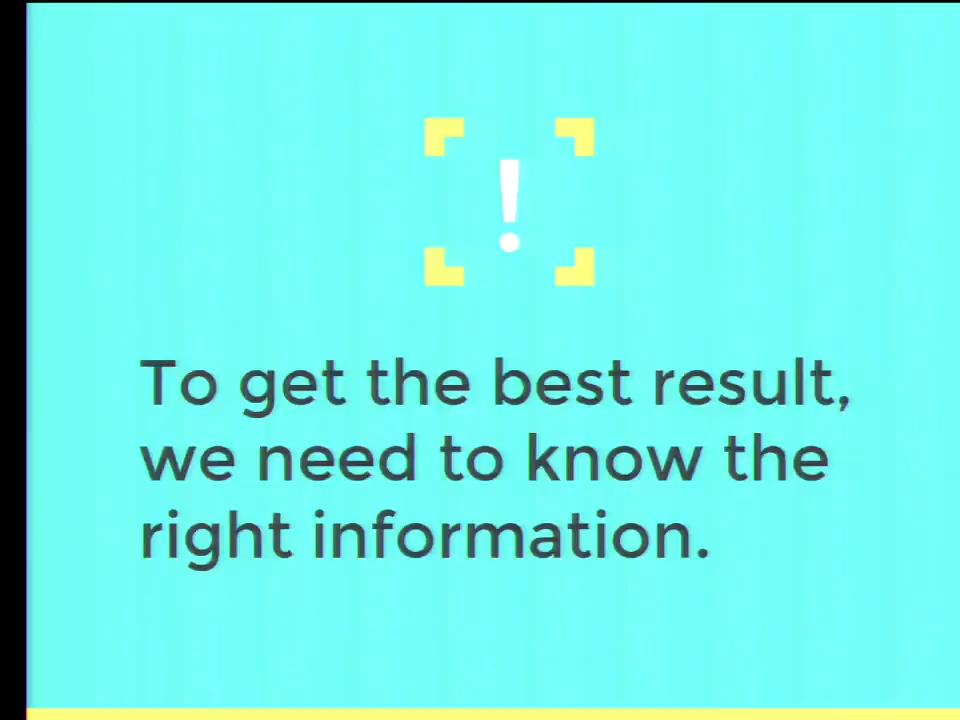 !
To get the best result,
we need to know the
right information.